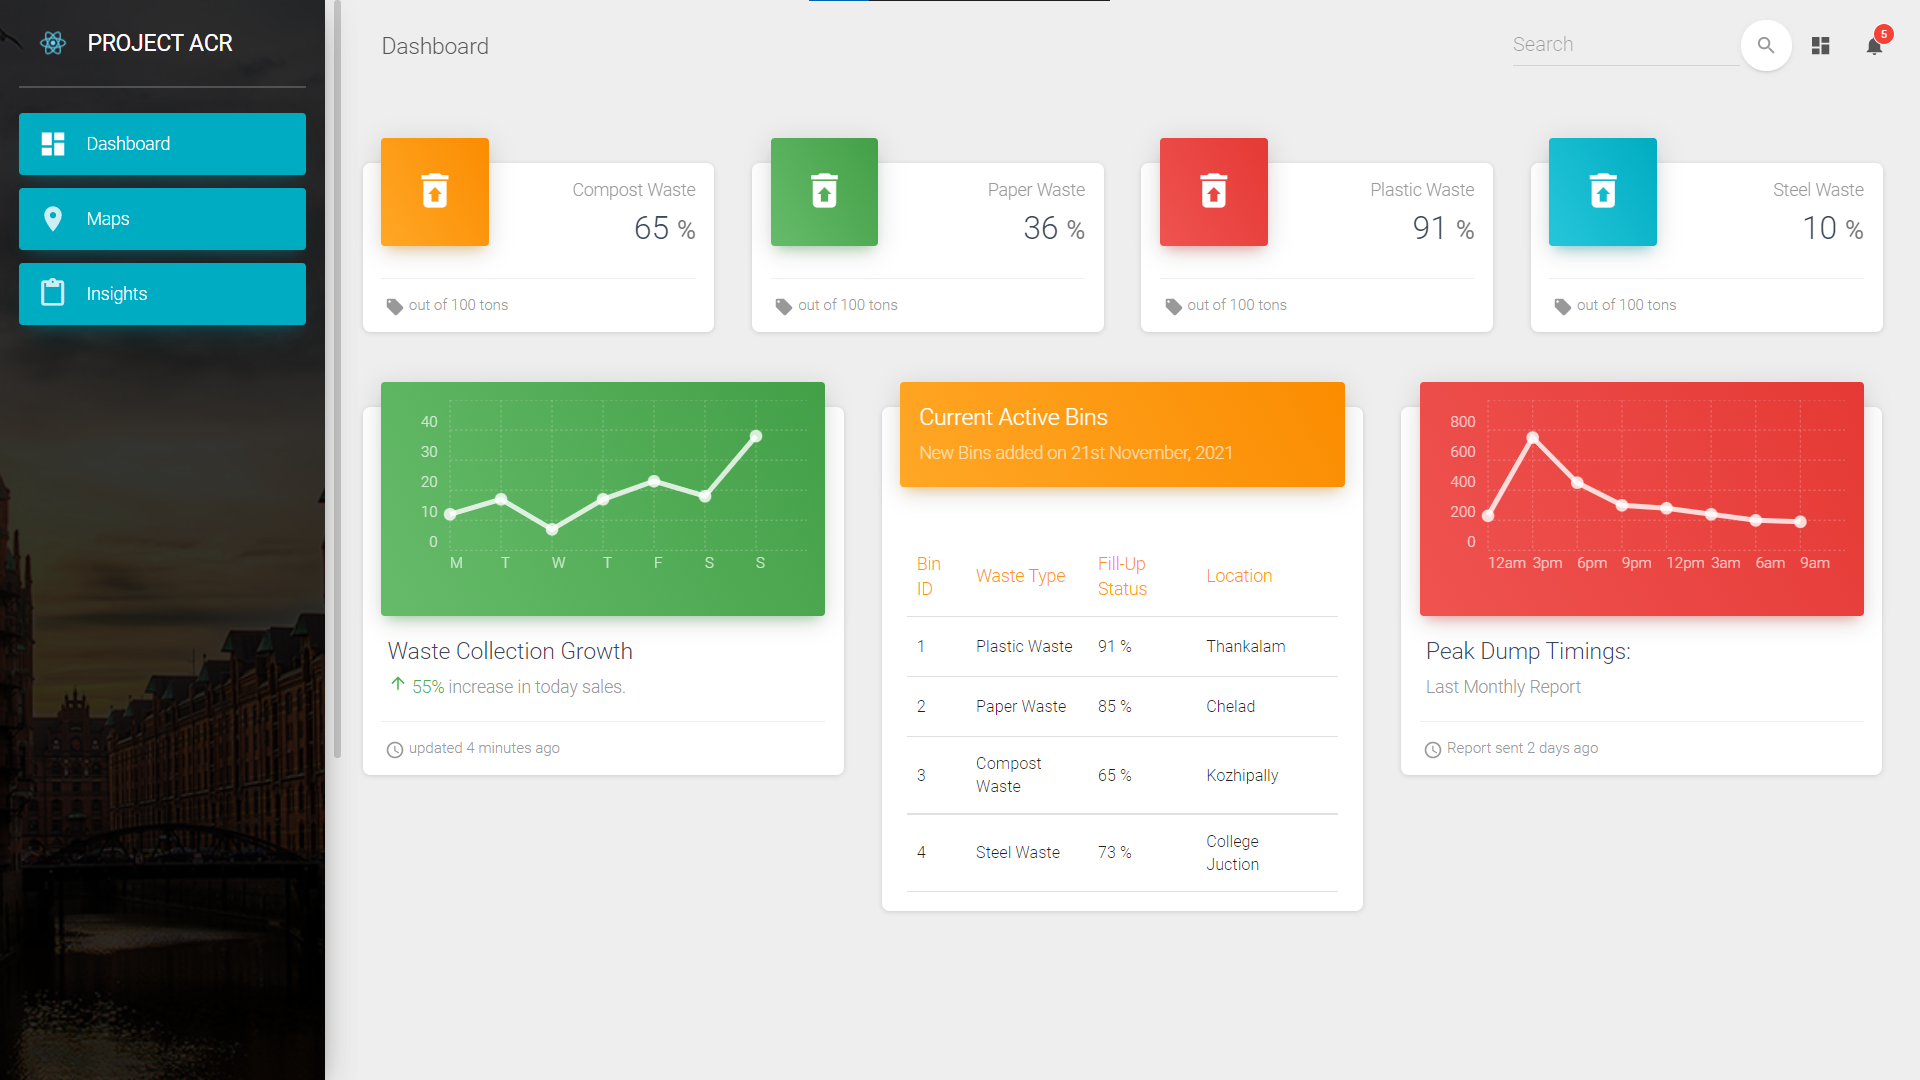 PROJECT ACR
Dashboard
Maps
Insights
Dashboard
Search
5
Compost Waste
65 %
out of 100 tons
Paper Waste
36 %
out of 100 tons
Plastic Waste
91 %
out of 100 tons
Steel Waste
10 %
out of 100 tons
40
30
20
10
0
M T W T F S S
Waste Collection Growth
55% increase in today sales.
updated 4 minutes ago
Current Active Bins
New Bins added on 21st November, 2021
Bin ID Waste Type Fill-Up Status Location
1 Plastic Waste 91 % Thankalam
2 Paper Waste 85 % Chelad
3 Compost Waste 65 % Kozhipally
4 Steel Waste 73 % College Juction
800
600
400
200
0
12am 3pm 6pm 9pm 12pm 3am 6am 9am
Peak Dump Timings:
Last Monthly Report
Report sent 2 days ago